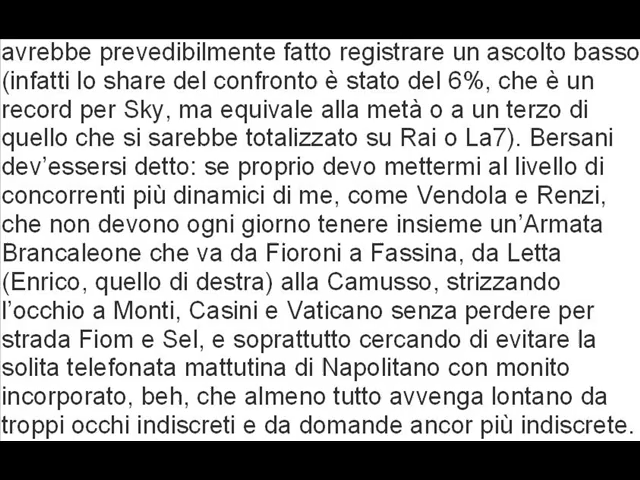 avrebbe prevedibilmente fatto registrare un ascolto basso
(infatti lo share del confronto è stato del 6%, che è un
record per Sky, ma equivale alla metà o a un terzo di
quello che si sarebbe totalizzato su Rai o La7). Bersani
dev’essersi detto: se proprio devo mettermi al livello di
concorrenti più dinamici di me, come Vendola e Renzi,
che non devono ogni giorno tenere insieme un’Armata
Brancaleone che va da Fioroni a Fassina, da Letta
(Enrico, quello di destra) alla Camusso, strizzando
l’occhio a Monti, Casini e Vaticano senza perdere per
strada Fiom e Sel, e soprattutto cercando di evitare la
solita telefonata mattutina di Napolitano con monito
incorporato, beh, che almeno tutto avvenga lontano da
troppi occhi indiscreti e da domande ancor più indiscrete.